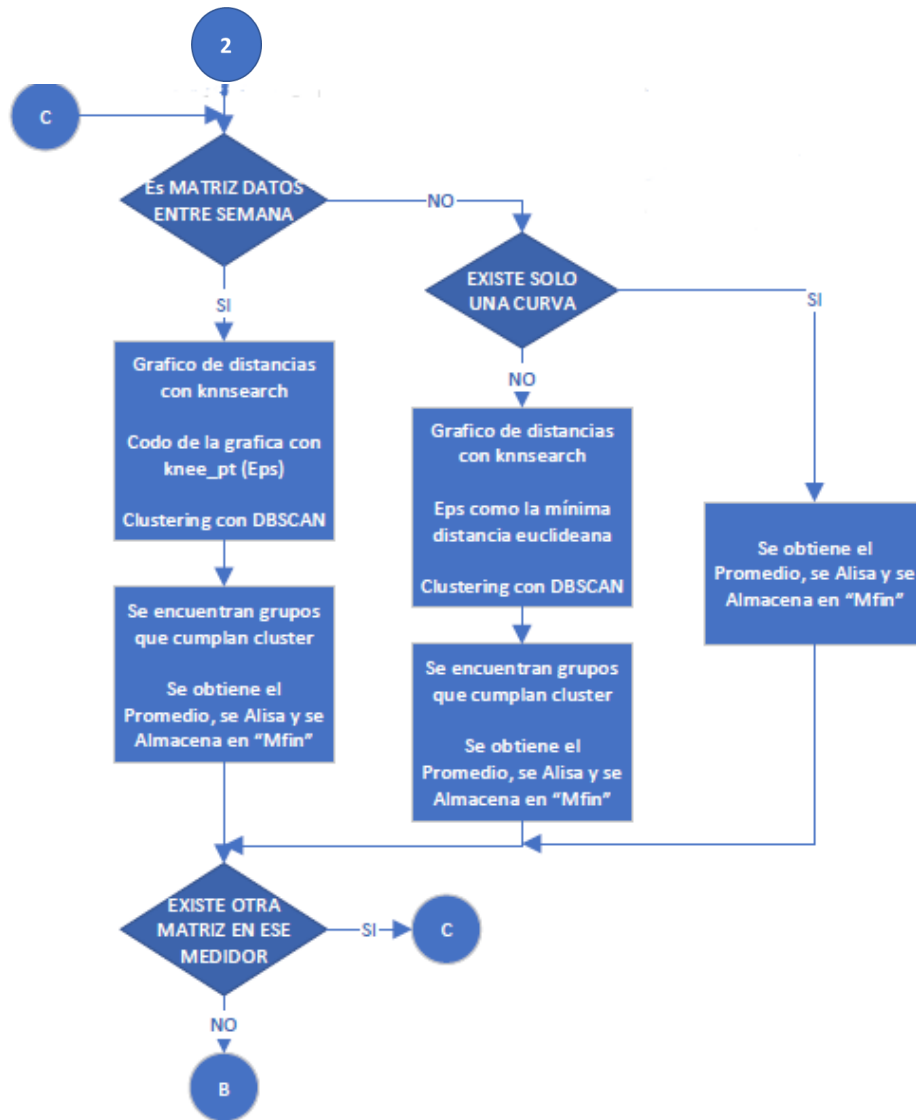 2
C
Es MATRIZ DATOS
ENTRE SEMANA
NO
EXISTE SOLO
UNA CURVA
SI
SI
Grafico de distancias
con knnsearch
Codo de la grafica con
knee_pt (Eps)
Clustering con DBSCAN
NO
Grafico de distancias
con knnsearch
Eps como la mínima
distancia euclideana
Clustering con DBSCAN
Se obtiene el
Promedio, se Alisa y se
Almacena en “Mfin”
Se encuentran grupos
que cumplan cluster
Se obtiene el
Promedio, se Alisa y se
Almacena en “Mfin”
Se encuentran grupos
que cumplan cluster
Se obtiene el
Promedio, se Alisa y se
Almacena en “Mfin”
EXISTE OTRA
MATRIZ EN ESE
MEDIDOR
SI
C
NO
B